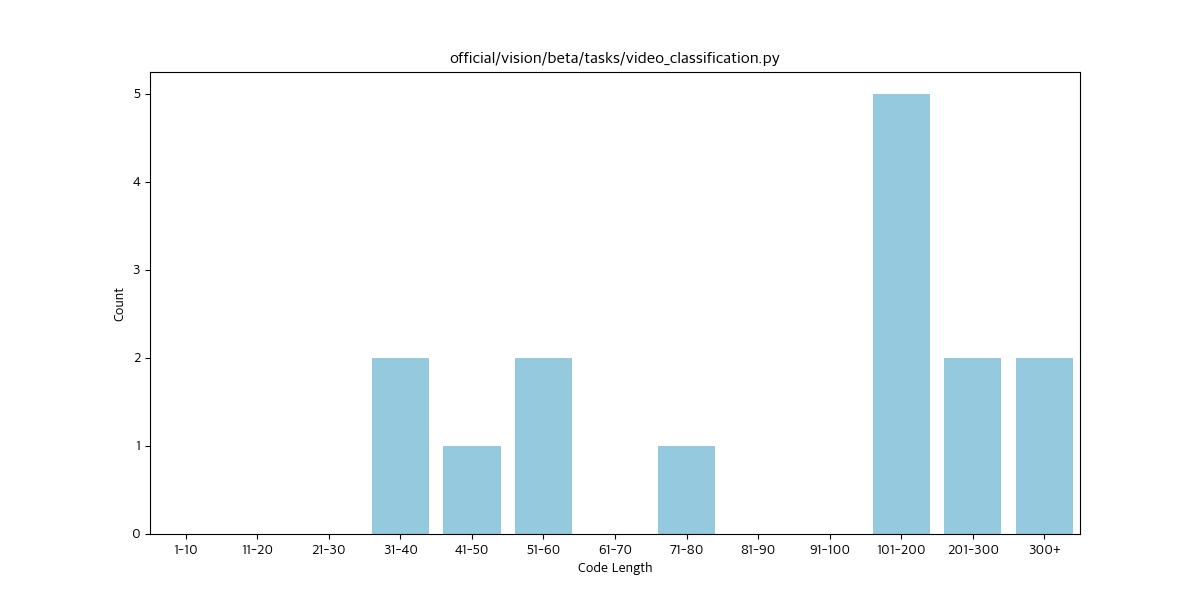 official/vision/beta/tasks/video_classification.py
5
4
3
2
1
0
Count
1-10 11-20 21-30 31-40 41-50 51-60 61-70 71-80 81-90 91-100 101-200 201-300 300+
Code Length